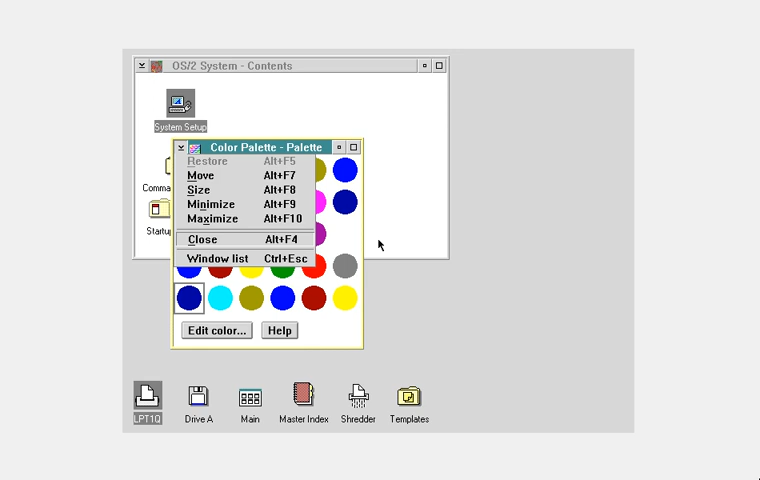 OS/2 System - Contents
System Setup
Color Palette - Palette
Restore Alt+F5
Move Alt+F7
Size Alt+F8
Minimize Alt+F9
Maximize Alt+F10
Close Alt+F4
Window list Ctrl+Esc
Comma
Startu
Edit color... Help
LPT1Q Drive A Main Master Index Shredder Templates